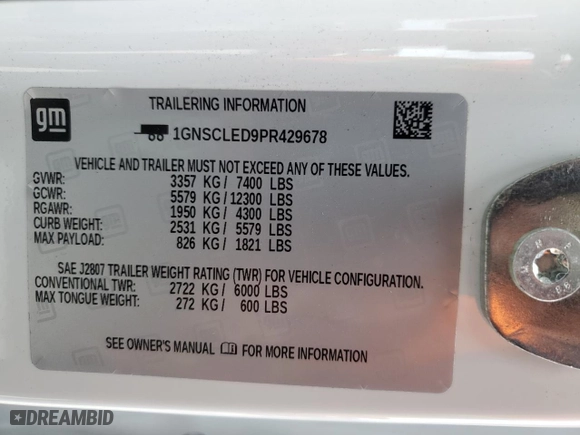 gm
TRAILERING INFORMATION
1GNSCLED9PR429678
VEHICLE AND TRAILER MUST NOT EXCEED ANY OF THESE VALUES.
GVWR: 3357 KG / 7400 LBS
GCWR: 5579 KG / 12300 LBS
RGAWR: 1950 KG / 4300 LBS
CURB WEIGHT: 2531 KG / 5579 LBS
MAX PAYLOAD: 826 KG / 1821 LBS
SAE J2807 TRAILER WEIGHT RATING (TWR) FOR VEHICLE CONFIGURATION.
CONVENTIONAL TWR: 2722 KG / 6000 LBS
MAX TONGUE WEIGHT: 272 KG / 600 LBS
SEE OWNER'S MANUAL FOR MORE INFORMATION
DREAMBID